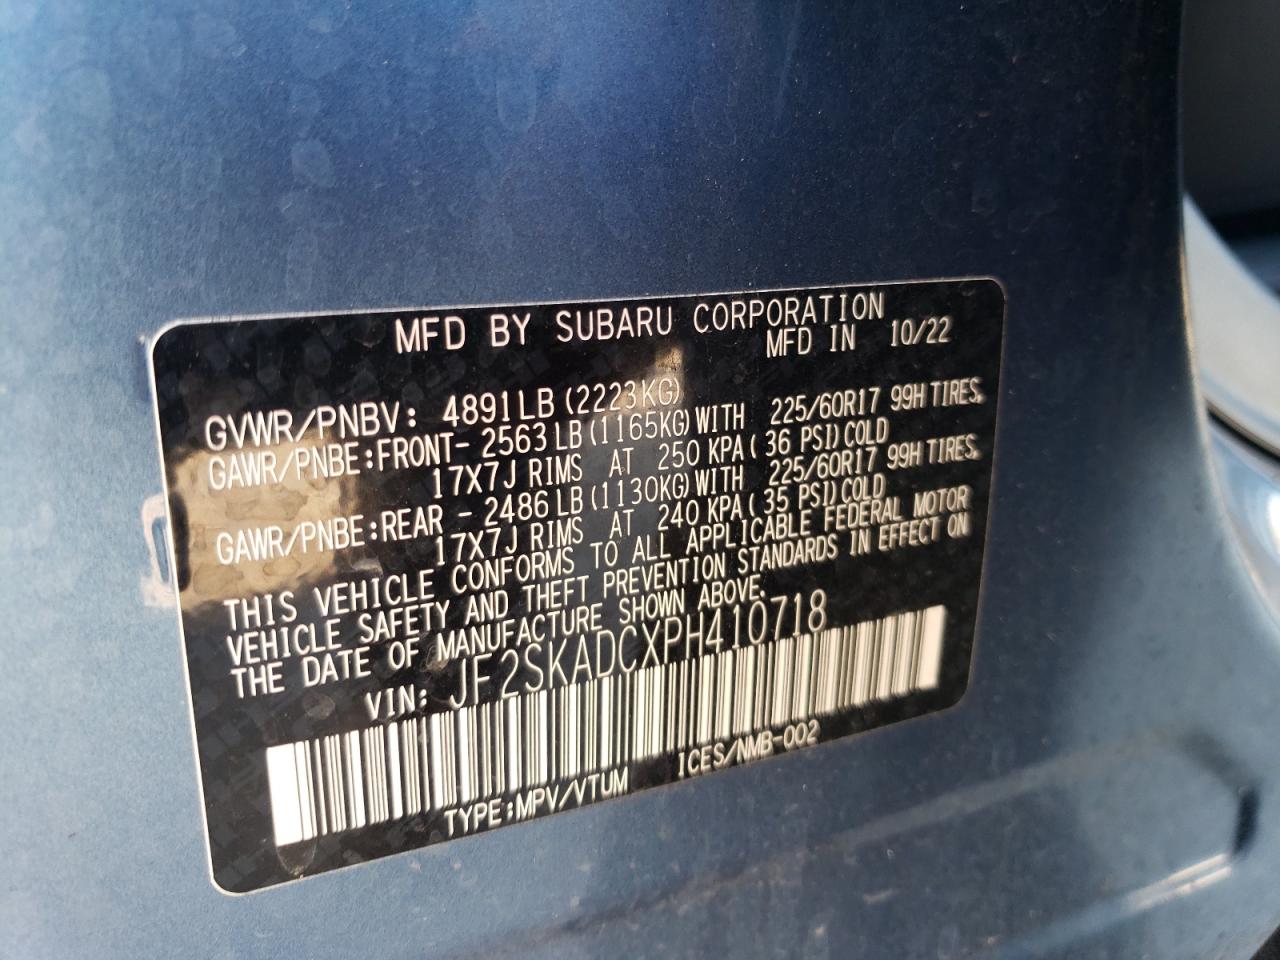 MFD BY SUBARU CORPORATION
MFD IN 10/22
GVWR/PNBV: 4891LB (2223KG)
GAWR/PNBE:FRONT- 2563LB(1165KG)WITH 225/60R17 99H TIRES,
17X7J RIMS AT 250 KPA( 36 PSI)COLD
GAWR/PNBE:REAR - 2486LB(1130KG)WITH 225/60R17 99H TIRES,
17X7J RIMS AT 240 KPA( 35 PSI)COLD
THIS VEHICLE CONFORMS TO ALL APPLICABLE FEDERAL MOTOR
VEHICLE SAFETY AND THEFT PREVENTION STANDARDS IN EFFECT ON
THE DATE OF MANUFACTURE SHOWN ABOVE.
VIN: JF2SKADCXPH410718
TYPE:MPV/VTUM ICES/NMB-002